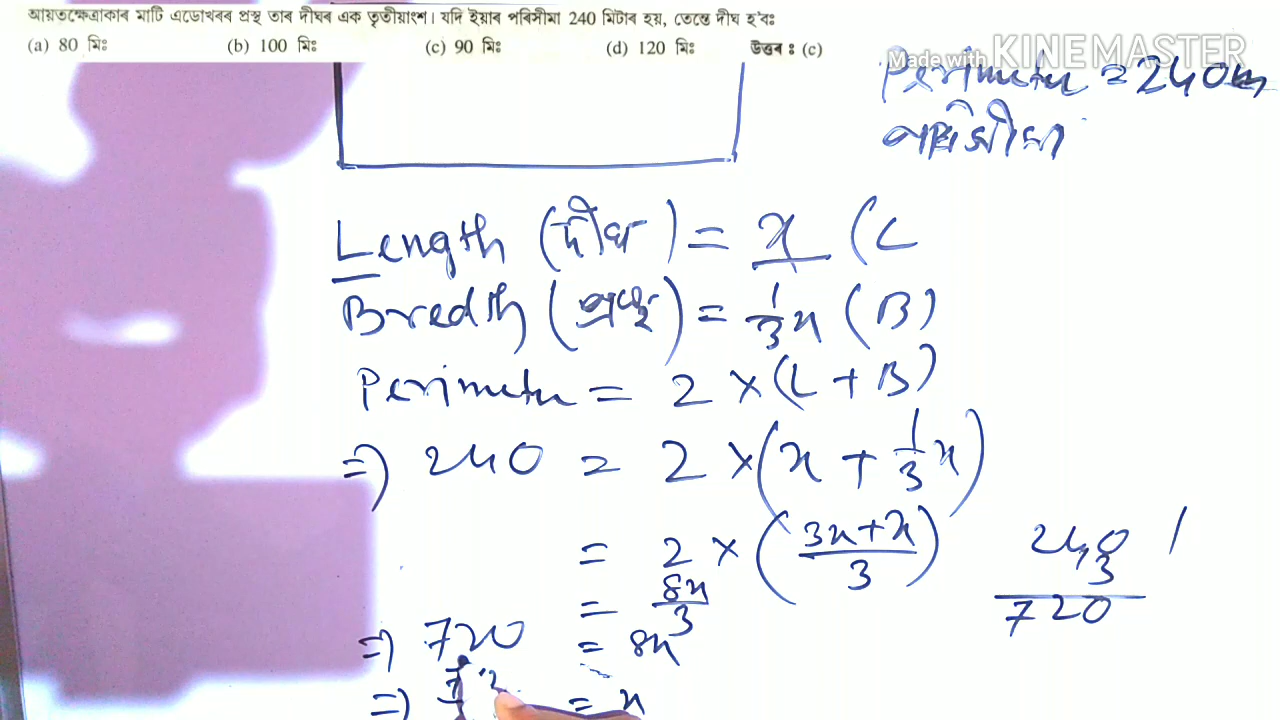 আয়তক্ষেত্ৰাকাৰ মাটি এডোখৰৰ প্ৰস্থ তাৰ দীঘৰ এক তৃতীয়াংশ। যদি ইয়াৰ পৰিসীমা 240 মিটাৰ হয়, তেন্তে দীঘ হ'বঃ
(a) 80 মিঃ (b) 100 মিঃ (c) 90 মিঃ (d) 120 মিঃ উত্তৰ ঃ (c)
Made with KINEMASTER
Perimeter = 240m
পৰিসীমা
Length (দীঘ) = x (L
Bredth (প্ৰস্থ) = 1/3 x (B)
Perimeter = 2 × (L + B)
⇒ 240 = 2 × (x + 1/3 x)
= 2 × (3x + x / 3)
= 8x/3
240
3
720
⇒ 720 = 8x
⇒ = x